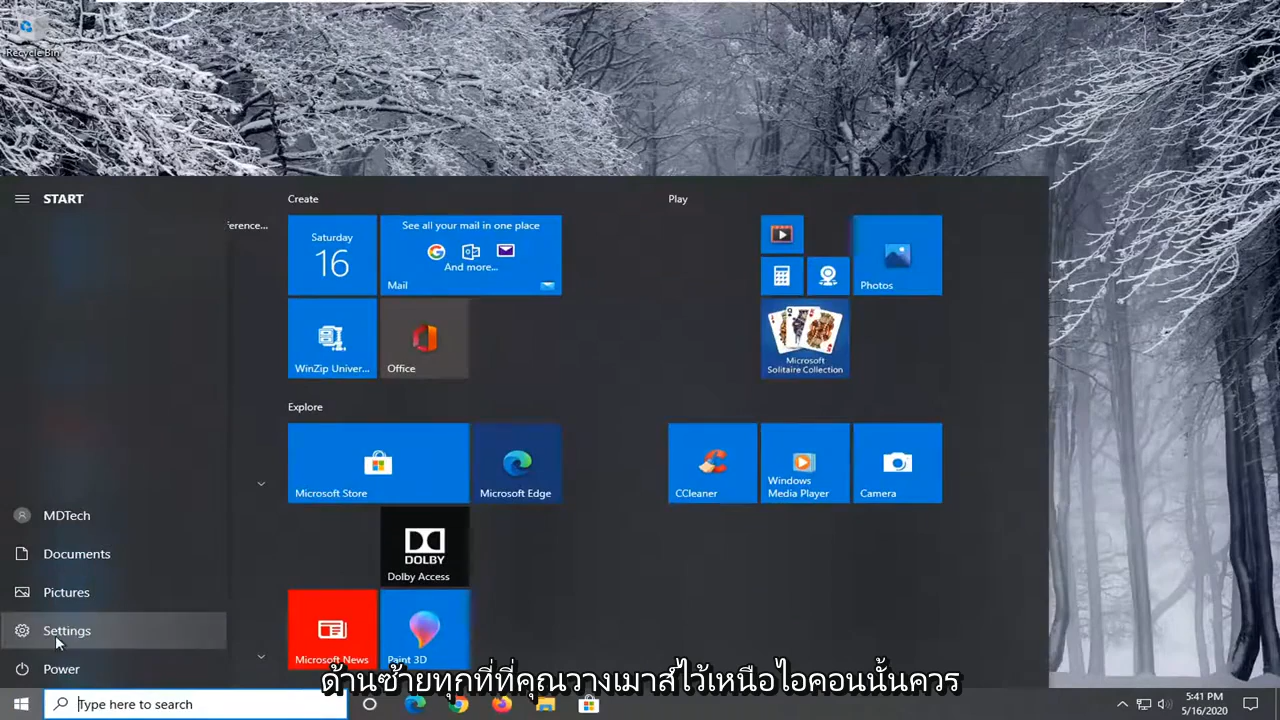 Recycle Bin
START
ference...
Create
Play
Saturday
16
See all your mail in one place
And more...
Mail
Photos
WinZip Univer...
Office
Microsoft
Solitaire Collection
Explore
Microsoft Store
Microsoft Edge
CCleaner
Windows
Media Player
Camera
MDTech
Documents
DOLBY
Dolby Access
Pictures
Settings
Microsoft News
Paint 3D
Power
ด้านซ้ายทุกที่ที่คุณวางเมาส์ไว้เหนือไอคอนนั้นควร
Type here to search
5:41 PM
5/16/2020